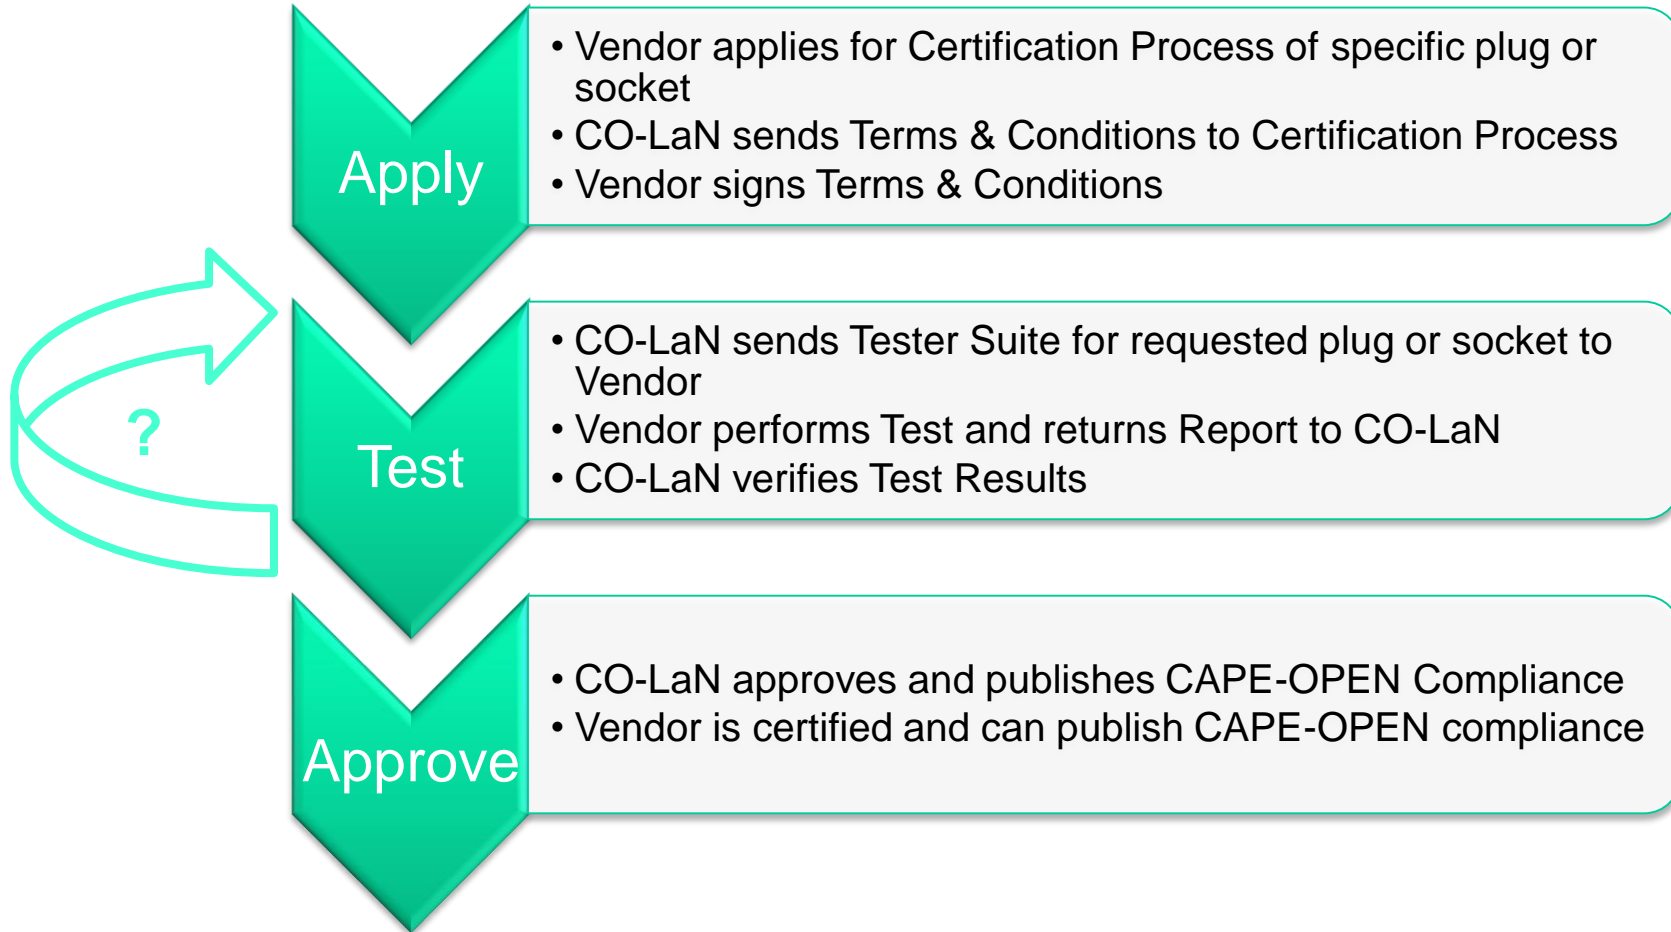 Apply
• Vendor applies for Certification Process of specific plug or
socket
• CO-LaN sends Terms & Conditions to Certification Process
• Vendor signs Terms & Conditions
?
Test
• CO-LaN sends Tester Suite for requested plug or socket to
Vendor
• Vendor performs Test and returns Report to CO-LaN
• CO-LaN verifies Test Results
Approve
• CO-LaN approves and publishes CAPE-OPEN Compliance
• Vendor is certified and can publish CAPE-OPEN compliance